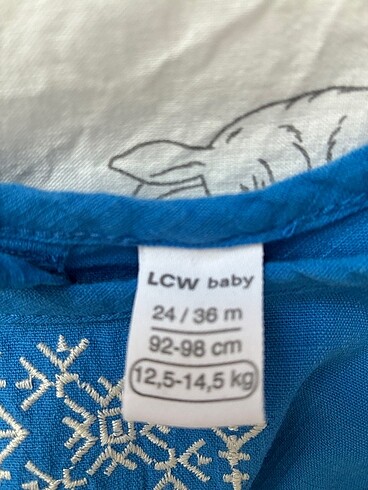 LCW baby
24 / 36 m
92-98 cm
12,5-14,5 kg